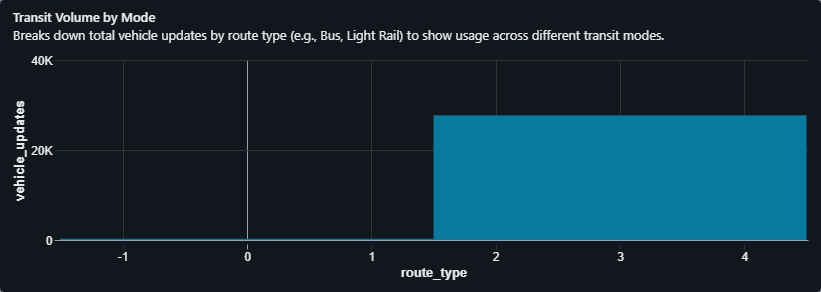 Transit Volume by Mode
Breaks down total vehicle updates by route type (e.g., Bus, Light Rail) to show usage across different transit modes.
40K
20K
0
vehicle_updates
-1 0 1 2 3 4
route_type